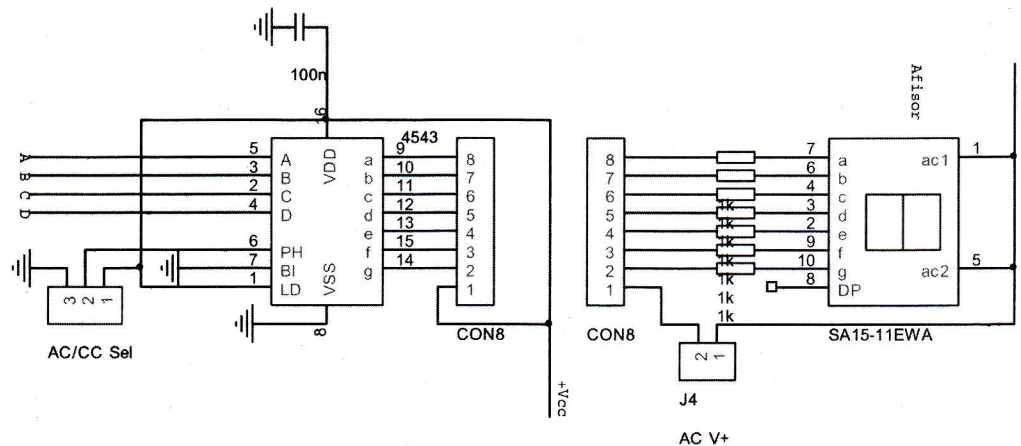 100n
16
4543
A
B
C
D
5
3
2
4
6
7
1
A
B
C
D
PH
BI
LD
VDD
VSS
8
a
b
c
d
e
f
g
9
10
11
12
13
15
14
8
7
6
5
4
3
2
1
CON8
3
2
1
AC/CC Sel
+Vcc
8
7
6
5
4
3
2
1
CON8
1k
1k
1k
1k
1k
7
6
4
3
2
9
10
8
a
b
c
d
e
f
g
DP
ac1
ac2
1
5
Afisor
SA15-11EWA
2
1
J4
AC V+